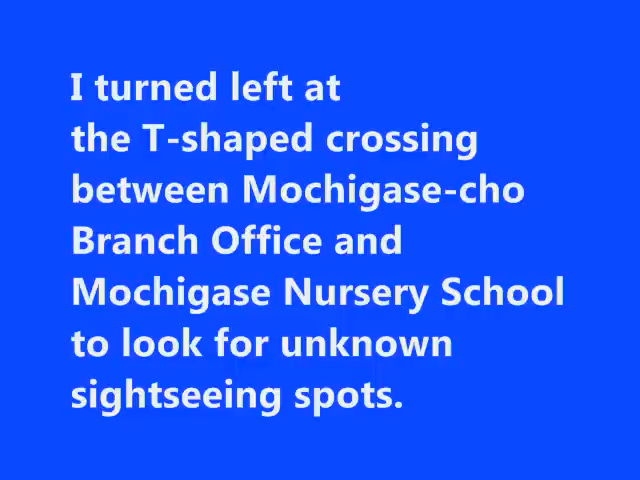 I turned left at
the T-shaped crossing
between Mochigase-cho
Branch Office and
Mochigase Nursery School
to look for unknown
sightseeing spots.